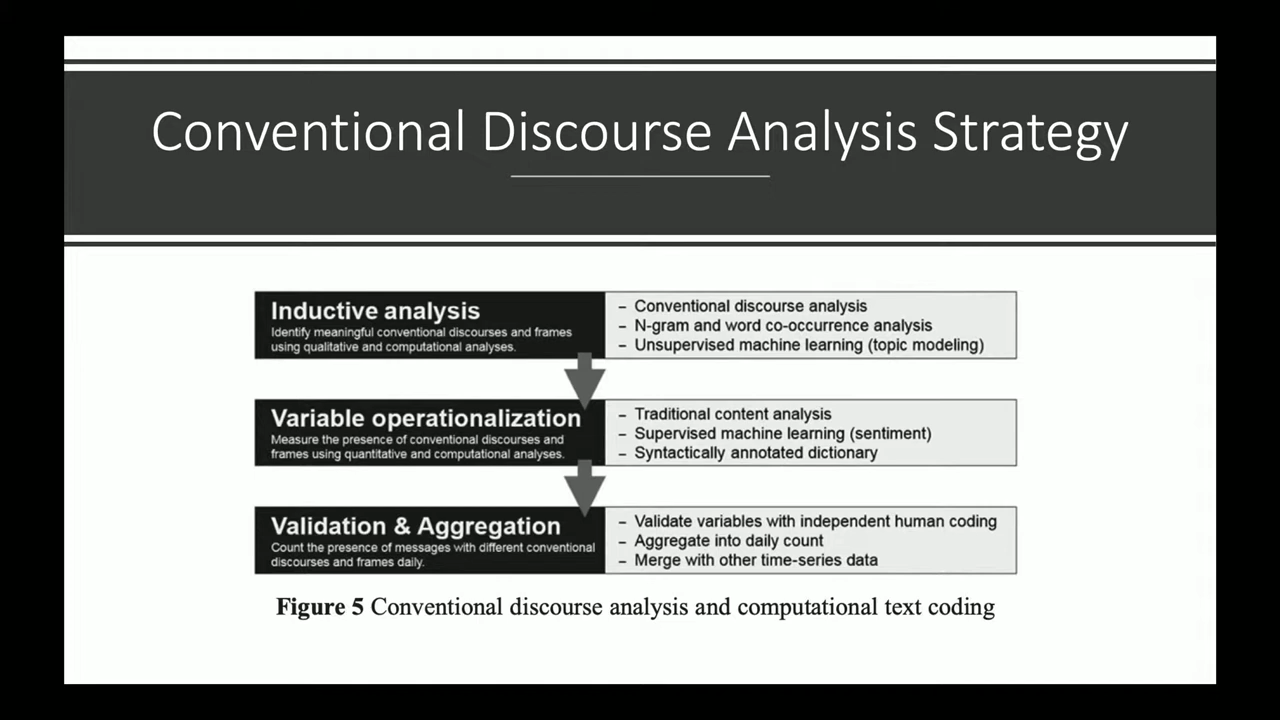 Conventional Discourse Analysis Strategy
Inductive analysis
Identify meaningful conventional discourses and frames
using qualitative and computational analyses.
– Conventional discourse analysis
– N-gram and word co-occurrence analysis
– Unsupervised machine learning (topic modeling)
Variable operationalization
Measure the presence of conventional discourses and
frames using quantitative and computational analyses.
– Traditional content analysis
– Supervised machine learning (sentiment)
– Syntactically annotated dictionary
Validation & Aggregation
Count the presence of messages with different conventional
discourses and frames daily.
– Validate variables with independent human coding
– Aggregate into daily count
– Merge with other time-series data
Figure 5 Conventional discourse analysis and computational text coding